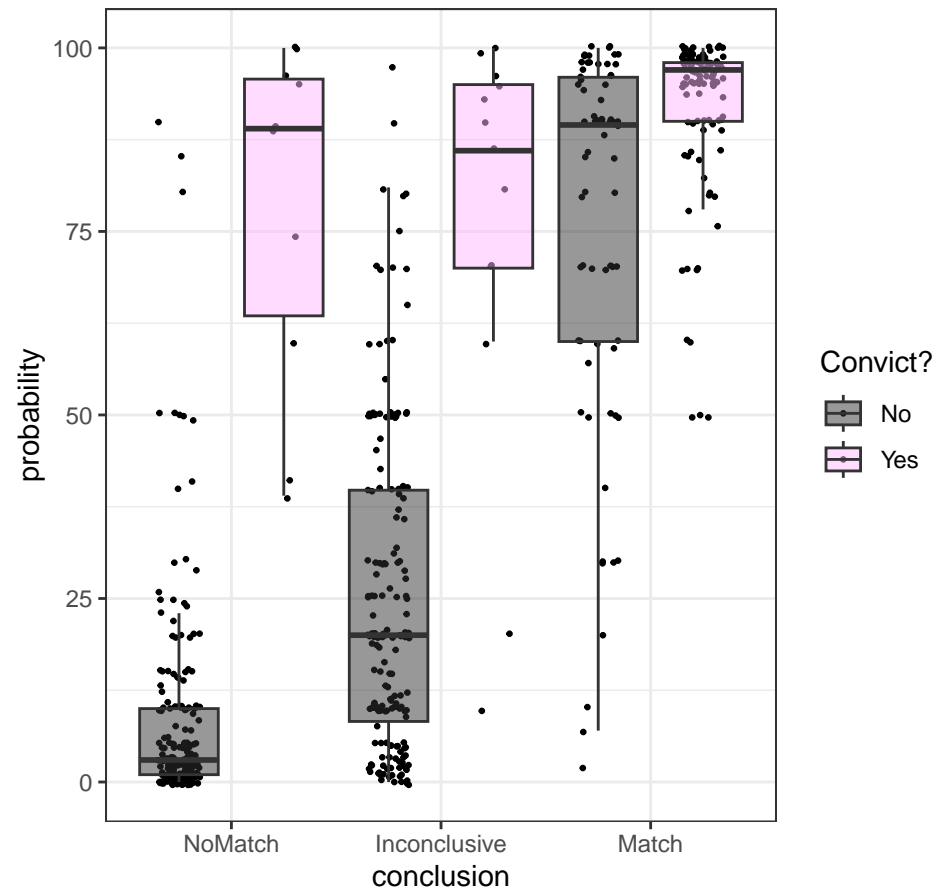 100
75
50
25
0
probability
NoMatch
Inconclusive
Match
conclusion
Convict?
No
Yes